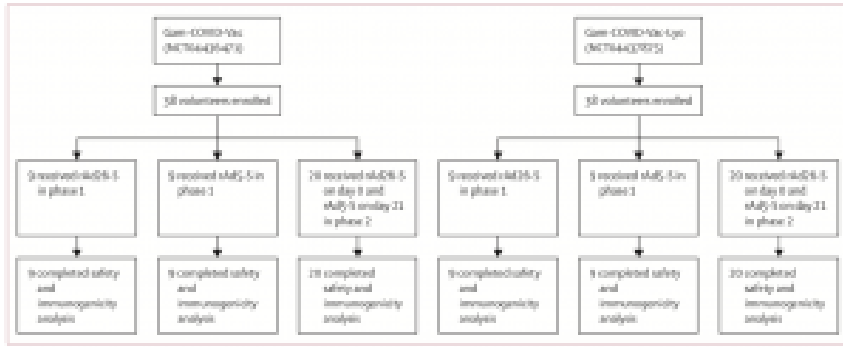 Gam-COVID-Vac
(NCT04436471)
38 volunteers enrolled
9 received rAd26-S
in phase 1
9 received rAd5-S in
phase 1
20 received rAd26-S
on day 0 and
rAd5-S on day 21
in phase 2
9 completed safety
and
immunogenicity
analysis
9 completed safety
and
immunogenicity
analysis
20 completed
safety and
immunogenicity
analysis
Gam-COVID-Vac-Lyo
(NCT04437875)
38 volunteers enrolled
9 received rAd26-S
in phase 1
9 received rAd5-S in
phase 1
20 received rAd26-S
on day 0 and
rAd5-S on day 21
in phase 2
9 completed safety
and
immunogenicity
analysis
9 completed safety
and
immunogenicity
analysis
20 completed
safety and
immunogenicity
analysis